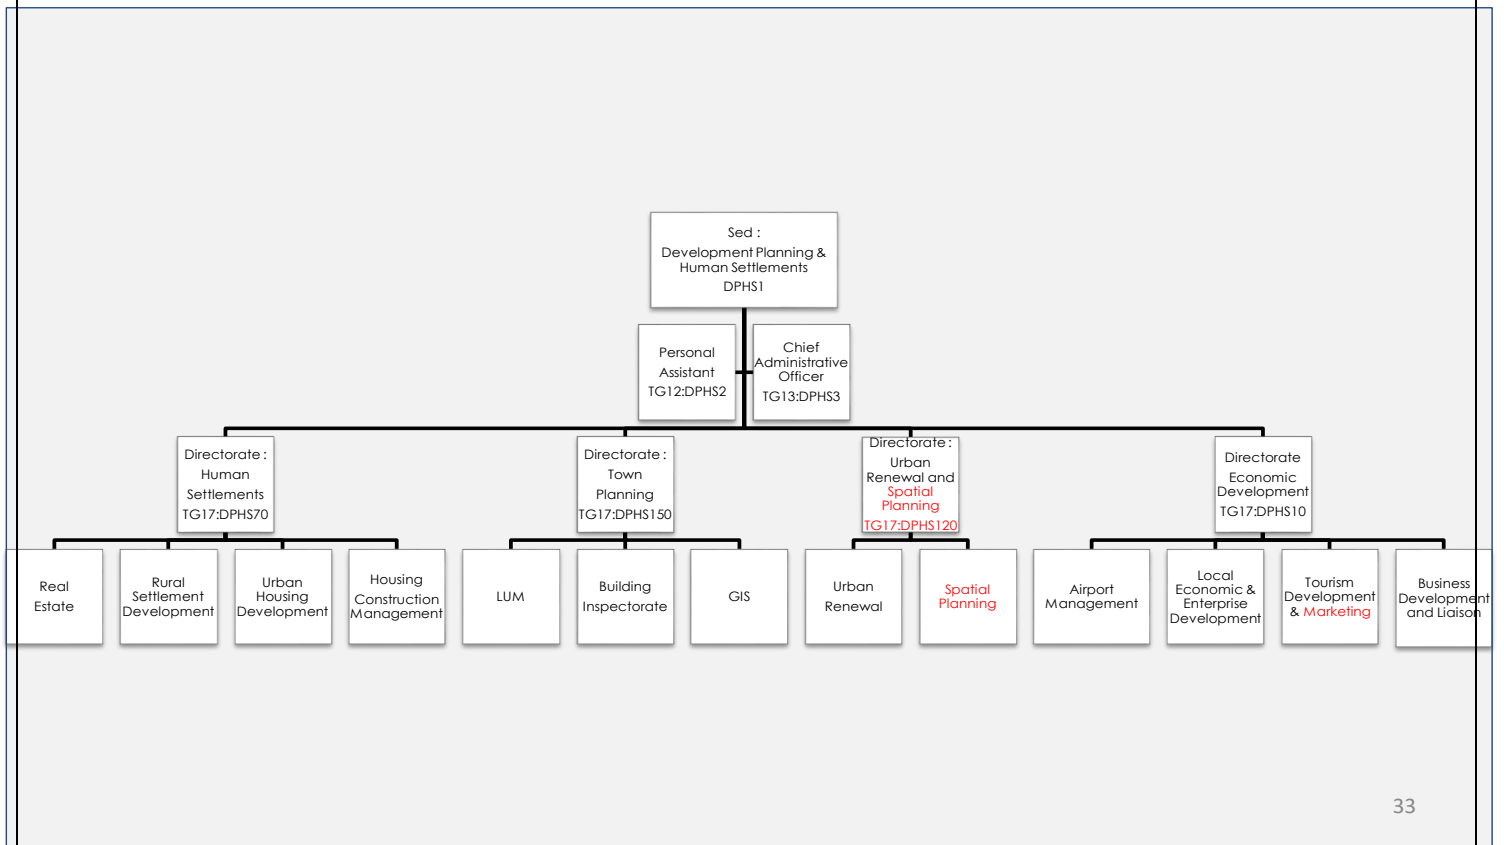 Sed :
Development Planning &
Human Settlements
DPHS1
Personal
Assistant
TG12:DPHS2
Chief
Administrative
Officer
TG13:DPHS3
Directorate :
Human
Settlements
TG17:DPHS70
Directorate :
Town
Planning
TG17:DPHS150
Directorate :
Urban
Renewal and
Spatial
Planning
TG17:DPHS120
Directorate
Economic
Development
TG17:DPHS10
Real
Estate
Rural
Settlement
Development
Urban
Housing
Development
Housing
Construction
Management
LUM
Building
Inspectorate
GIS
Urban
Renewal
Spatial
Planning
Airport
Management
Local
Economic &
Enterprise
Development
Tourism
Development
& Marketing
Business
Development
and Liaison
33